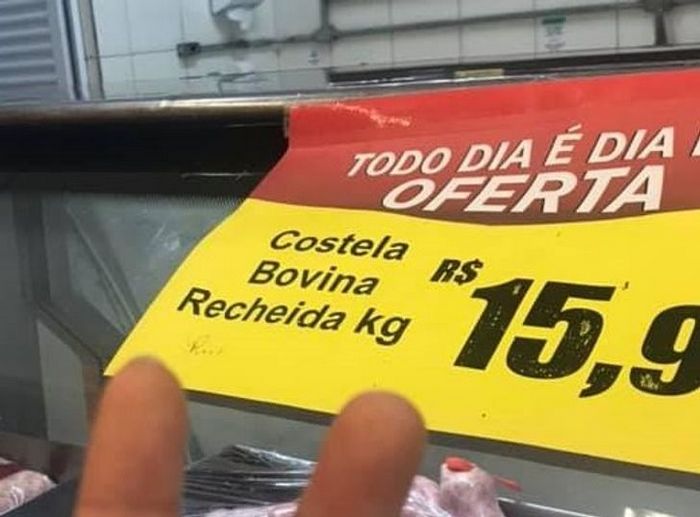 TODO DIA É DIA
OFERTA
Costela
Bovina
Recheida kg
R$ 15,9